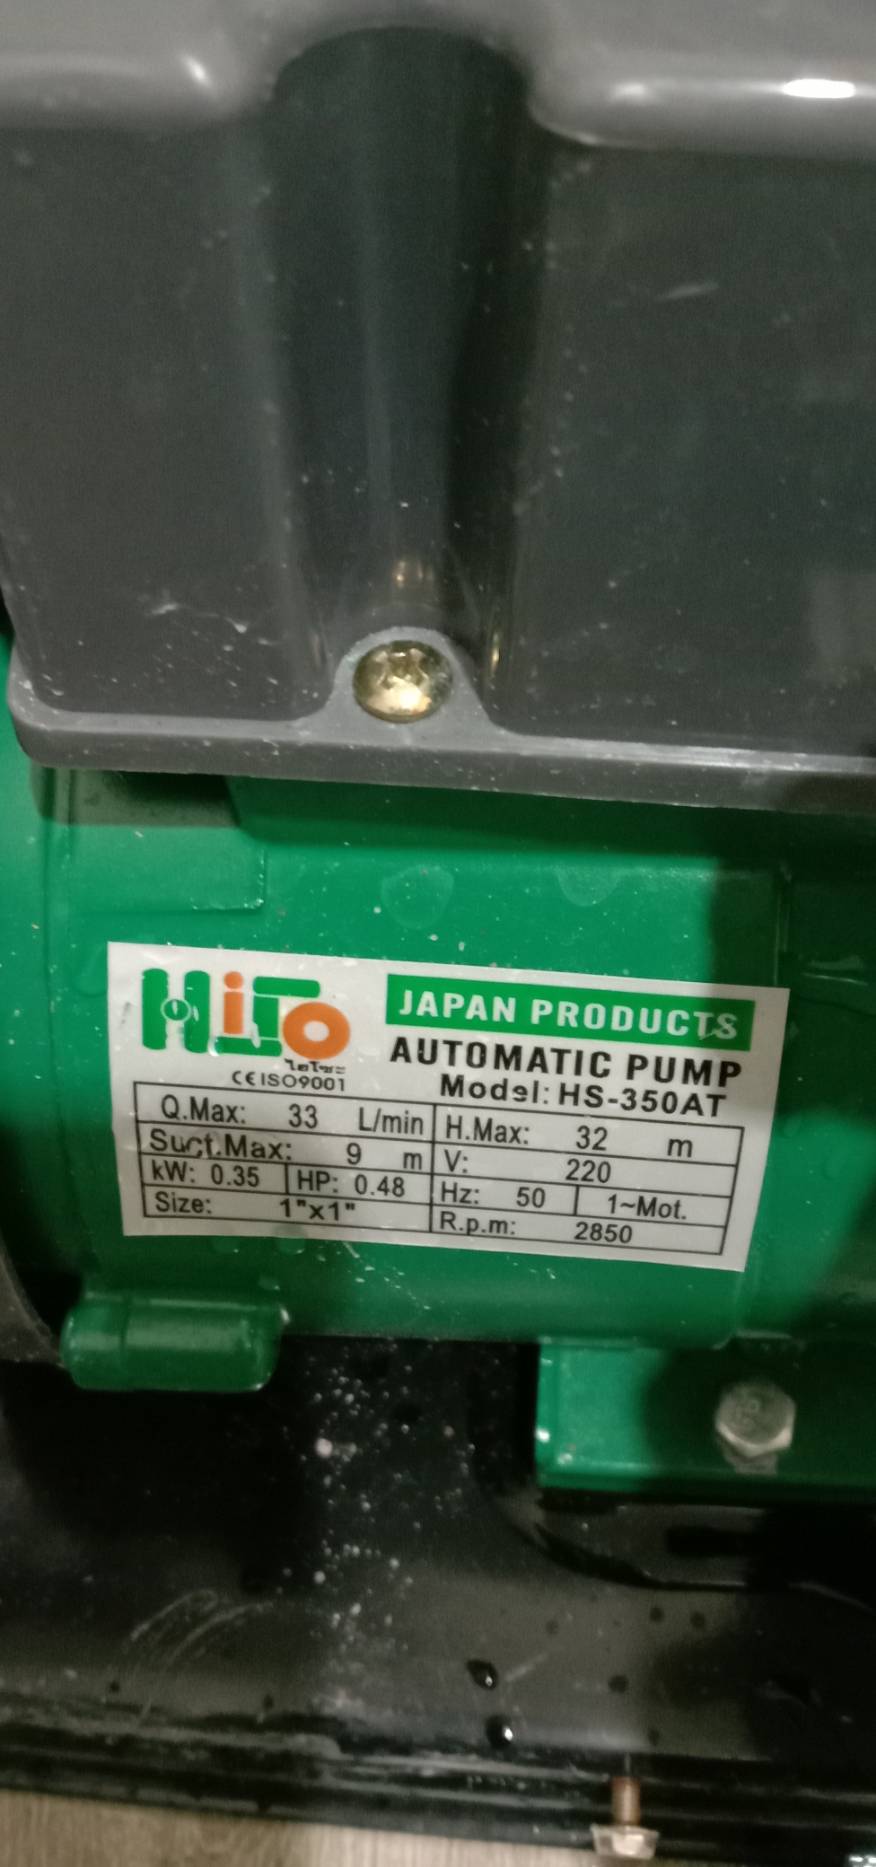 HiTo
JAPAN PRODUCTS
AUTOMATIC PUMP
CE ISO9001
Model: HS-350AT
Q.Max: 33 L/min H.Max: 32 m
Suct.Max: 9 m V: 220
kW: 0.35 HP: 0.48 Hz: 50 1~Mot.
Size: 1"x1" R.p.m: 2850